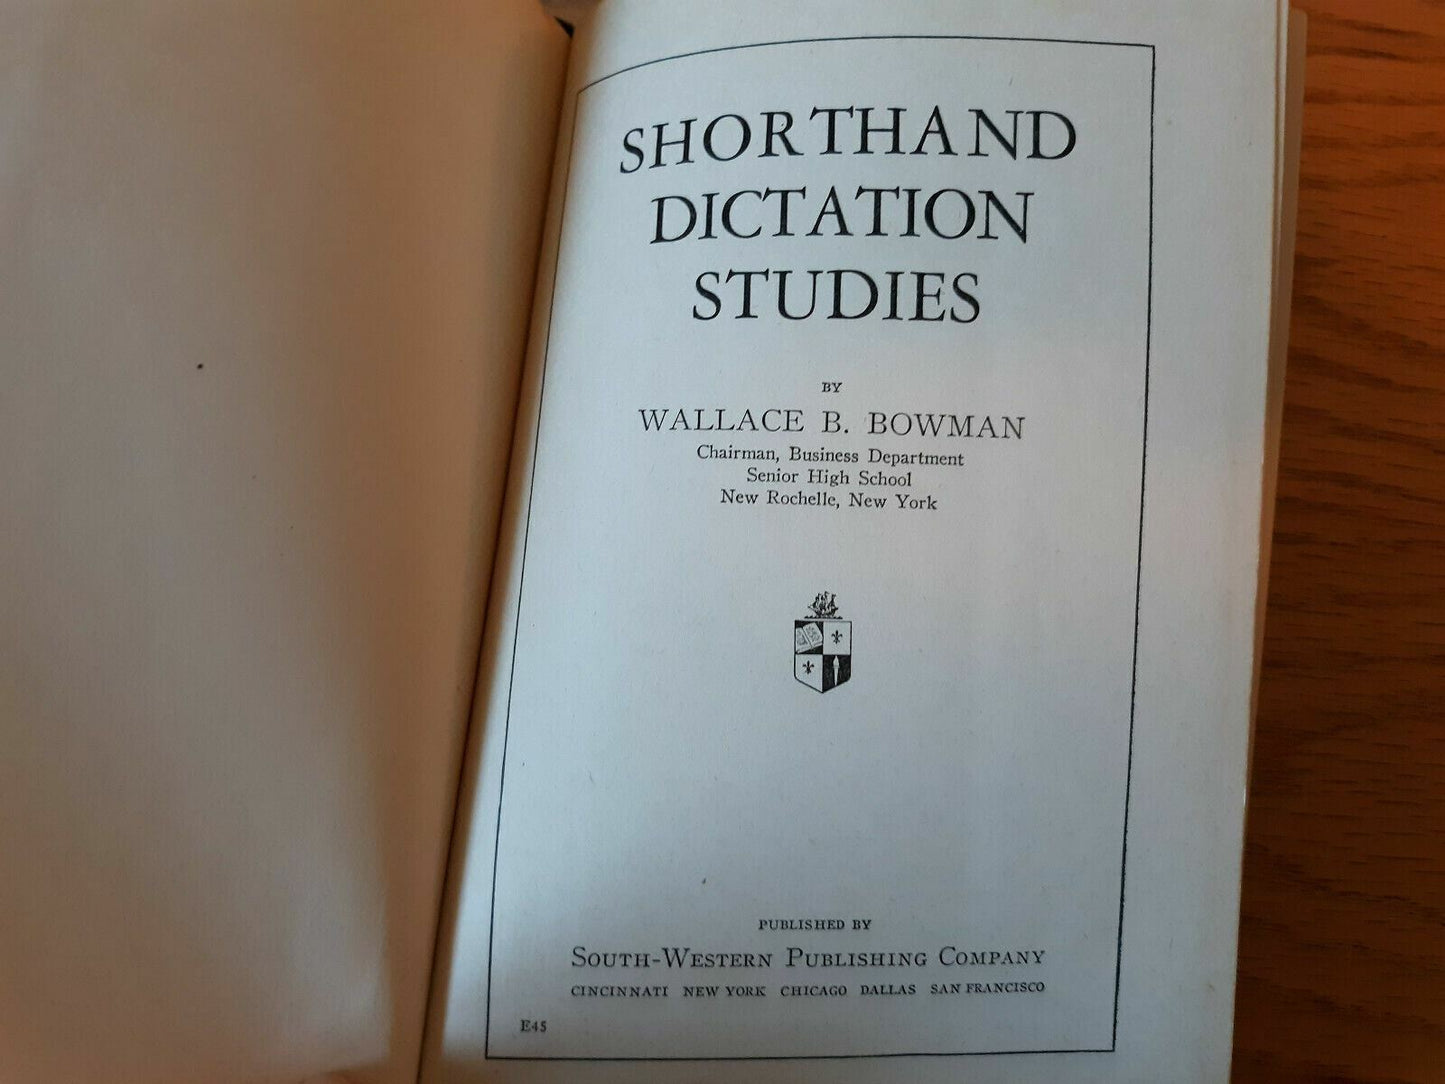 SHORTHAND
DICTATION
STUDIES
BY
WALLACE B. BOWMAN
Chairman, Business Department
Senior High School
New Rochelle, New York
PUBLISHED BY
SOUTH-WESTERN PUBLISHING COMPANY
CINCINNATI NEW YORK CHICAGO DALLAS SAN FRANCISCO
E45